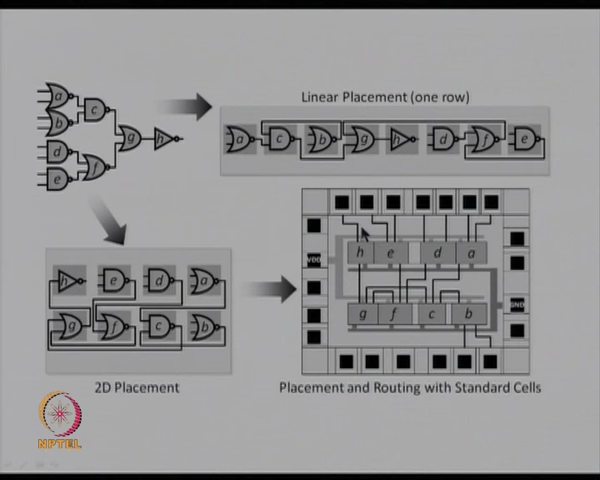 Linear Placement (one row)
a
c
b
d
g
h
f
e
a c b g h d f e
h e d a
g f c b
2D Placement
VDD
GND
h e d a
g f c b
Placement and Routing with Standard Cells
NPTEL